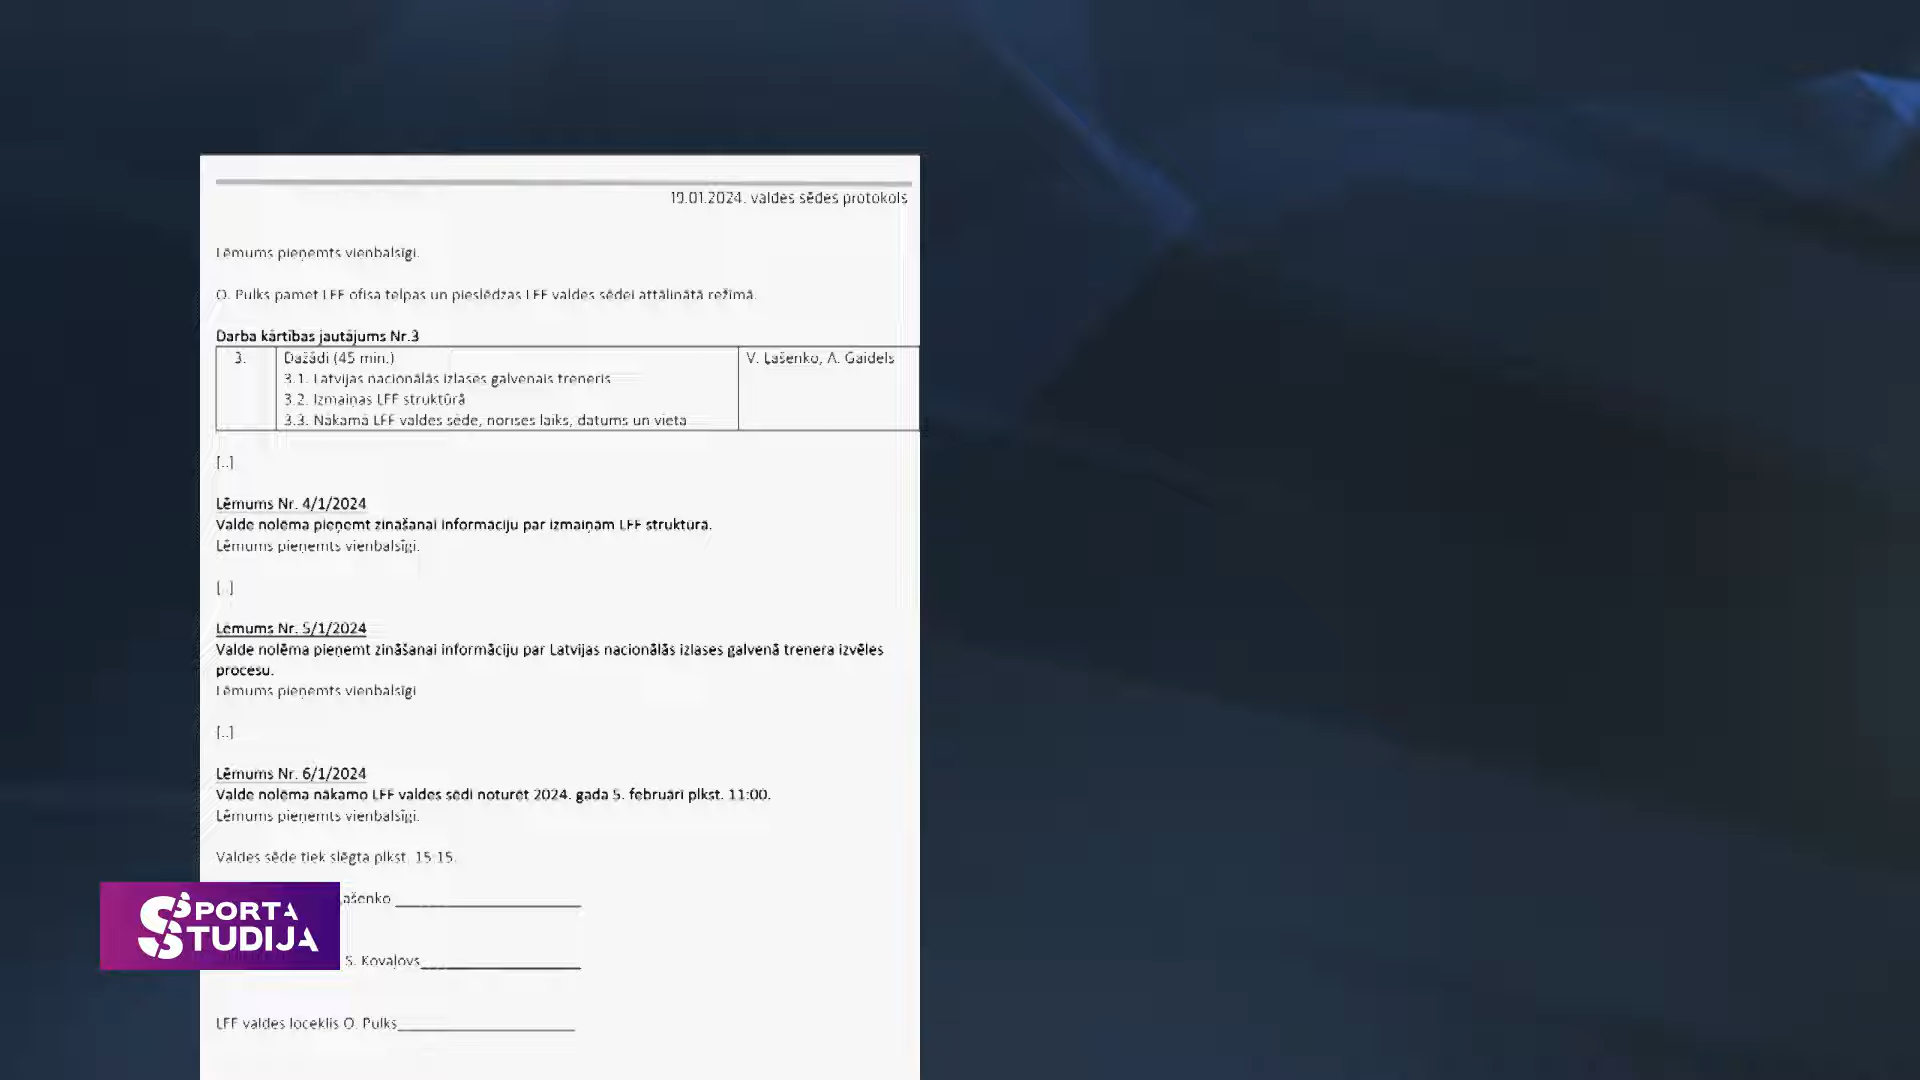 19.01.2024. valdes sēdes protokols
Lēmums pieņemts vienbalsīgi.
O. Pulks pamet LFF ofisa telpas un pieslēdzas LFF valdes sēdei attālinātā režīmā.
Darba kārtības jautājums Nr.3
3. Dažādi (45 min.) V. Ļašenko, A. Gaidels
3.1. Latvijas nacionālās izlases galvenais treneris
3.2. Izmaiņas LFF struktūrā
3.3. Nākamā LFF valdes sēde, norises laiks, datums un vieta
[..]
Lēmums Nr. 4/1/2024
Valde nolēma pieņemt zināšanai informāciju par izmaiņām LFF struktūrā.
Lēmums pieņemts vienbalsīgi.
[..]
Lēmums Nr. 5/1/2024
Valde nolēma pieņemt zināšanai informāciju par Latvijas nacionālās izlases galvenā trenera izvēles
procesu.
Lēmums pieņemts vienbalsīgi
[..]
Lēmums Nr. 6/1/2024
Valde nolēma nākamo LFF valdes sēdi noturēt 2024. gada 5. februārī plkst. 11:00.
Lēmums pieņemts vienbalsīgi.
Valdes sēde tiek slēgta plkst. 15:15.
Ļašenko
S. Kovaļovs
LFF valdes loceklis O. Pulks
SPORTA
STUDIJA